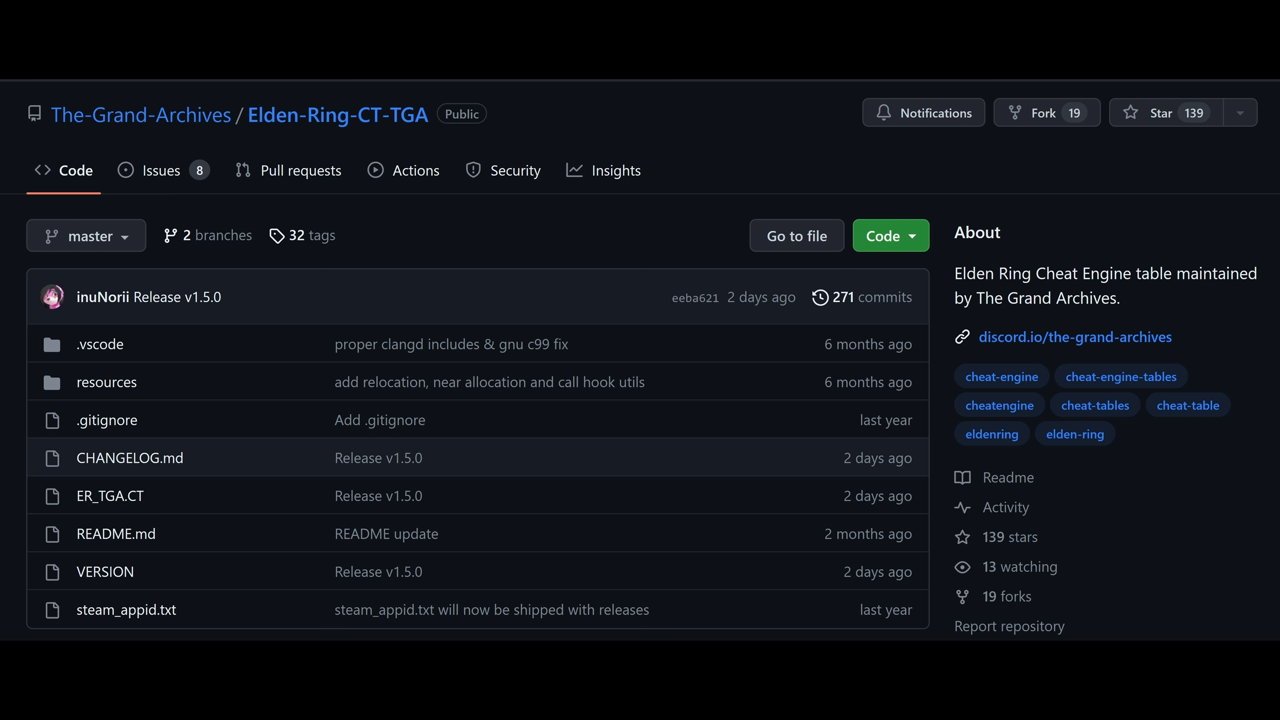 The-Grand-Archives / Elden-Ring-CT-TGA Public
Notifications Fork 19 Star 139
Code Issues 8 Pull requests Actions Security Insights
master 2 branches 32 tags Go to file Code
inuNorii Release v1.5.0 eeba621 2 days ago 271 commits
.vscode proper clangd includes & gnu c99 fix 6 months ago
resources add relocation, near allocation and call hook utils 6 months ago
.gitignore Add .gitignore last year
CHANGELOG.md Release v1.5.0 2 days ago
ER_TGA.CT Release v1.5.0 2 days ago
README.md README update 2 months ago
VERSION Release v1.5.0 2 days ago
steam_appid.txt steam_appid.txt will now be shipped with releases last year
About
Elden Ring Cheat Engine table maintained
by The Grand Archives.
discord.io/the-grand-archives
cheat-engine cheat-engine-tables
cheatengine cheat-tables cheat-table
eldenring elden-ring
Readme
Activity
139 stars
13 watching
19 forks
Report repository